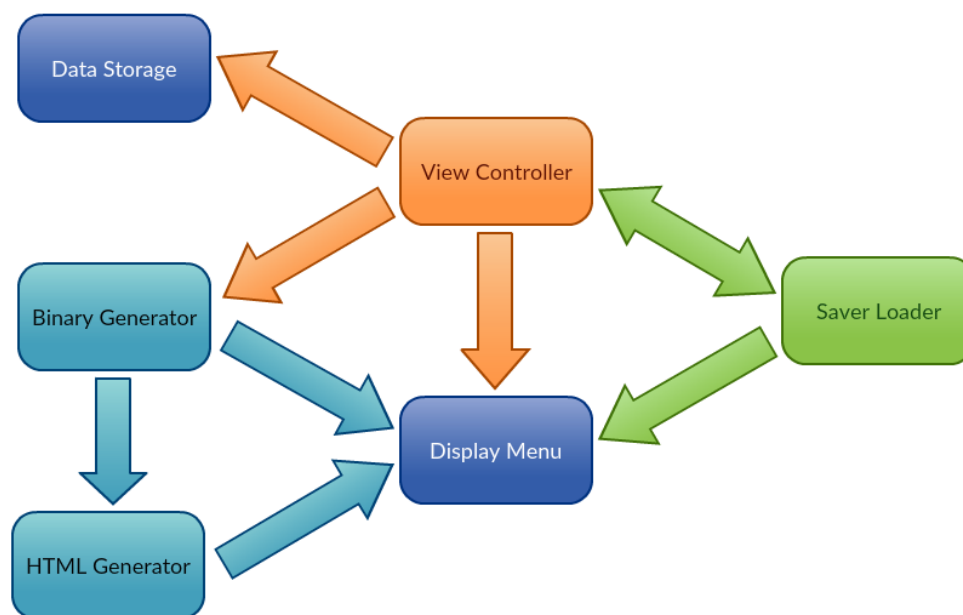 Data Storage
View Controller
Binary Generator
Saver Loader
Display Menu
HTML Generator